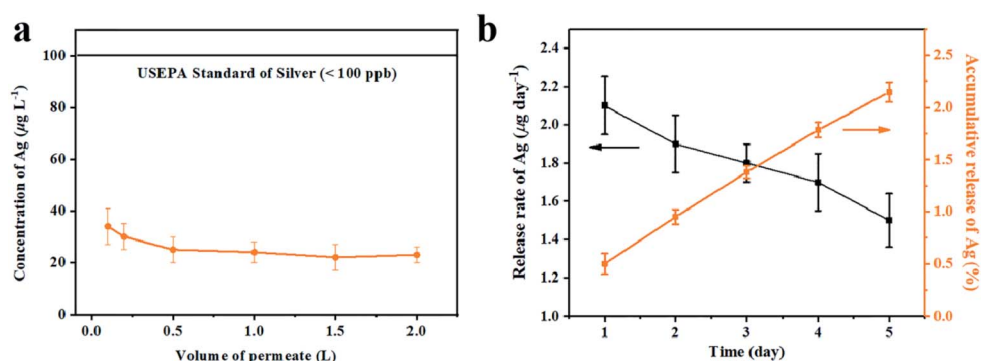 a
100
80
60
40
20
0
Concentration of Ag (μg L-1)
USEPA Standard of Silver (< 100 ppb)
0.0 0.5 1.0 1.5 2.0
Volume of permeate (L)
b
2.4
2.2
2.0
1.8
1.6
1.4
1.2
1.0
Release rate of Ag (μg day-1)
1 2 3 4 5
Time (day)
2.5
2.0
1.5
1.0
0.5
0.0
Accumulative release
of Ag (%)